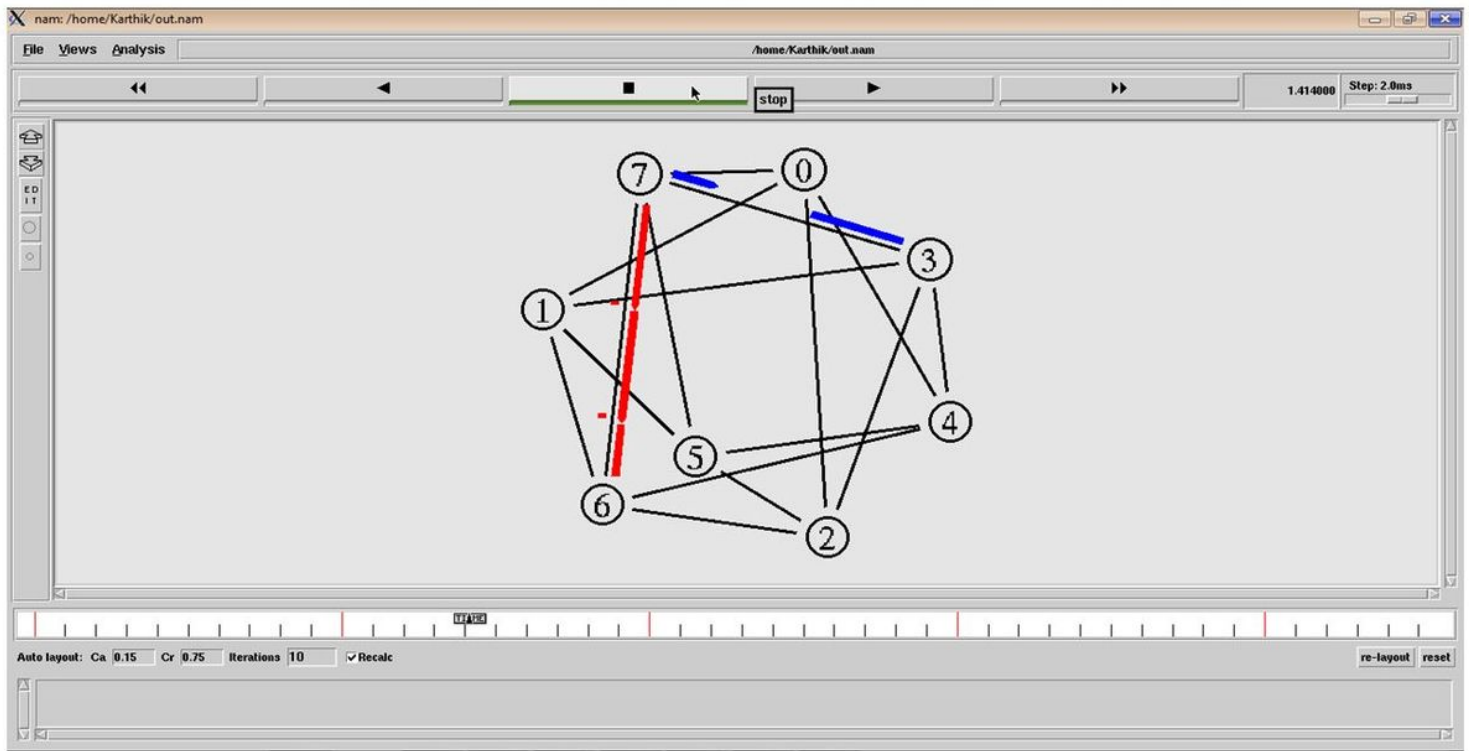 nam: /home/Karthik/out.nam
File Views Analysis /home/Karthik/out.nam
stop
1.414000 Step: 2.0ms
ED
IT
7
0
3
1
4
5
6
2
TIME
Auto layout: Ca 0.15 Cr 0.75 Iterations 10 Recalc re-layout reset